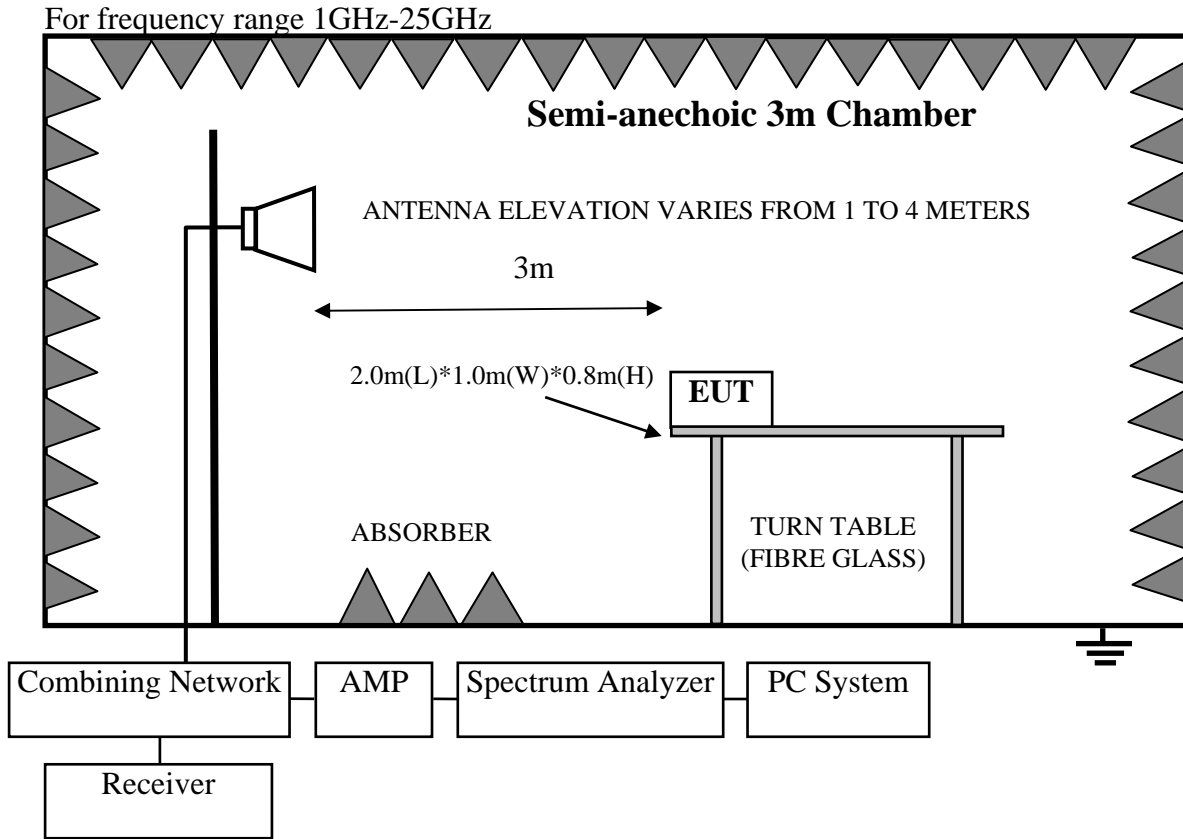 For frequency range 1GHz-25GHz
Semi-anechoic 3m Chamber
ANTENNA ELEVATION VARIES FROM 1 TO 4 METERS
3m
2.0m(L)*1.0m(W)*0.8m(H)
EUT
ABSORBER
TURN TABLE
(FIBRE GLASS)
Combining Network
AMP
Spectrum Analyzer
PC System
Receiver